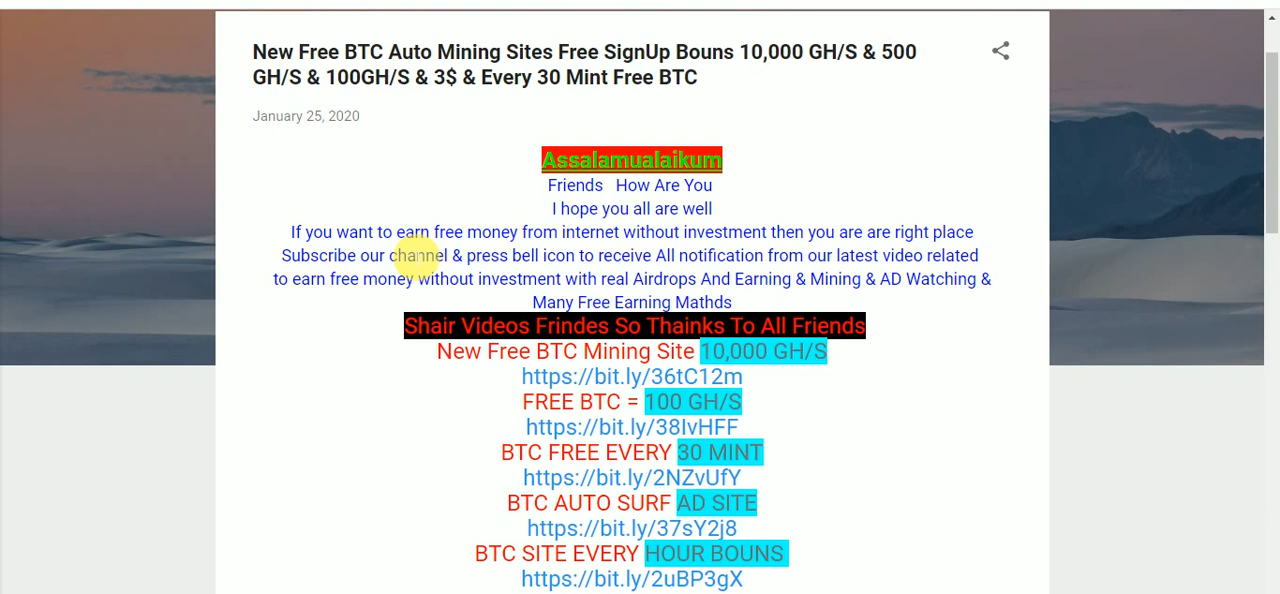 New Free BTC Auto Mining Sites Free SignUp Bouns 10,000 GH/S & 500
GH/S & 100GH/S & 3$ & Every 30 Mint Free BTC
January 25, 2020
Assalamualaikum
Friends How Are You
I hope you all are well
If you want to earn free money from internet without investment then you are are right place
Subscribe our channel & press bell icon to receive All notification from our latest video related
to earn free money without investment with real Airdrops And Earning & Mining & AD Watching &
Many Free Earning Mathds
Shair Videos Frindes So Thainks To All Friends
New Free BTC Mining Site 10,000 GH/S
https://bit.ly/36tC12m
FREE BTC = 100 GH/S
https://bit.ly/38IvHFF
BTC FREE EVERY 30 MINT
https://bit.ly/2NZvUfY
BTC AUTO SURF AD SITE
https://bit.ly/37sY2j8
BTC SITE EVERY HOUR BOUNS
https://bit.ly/2uBP3gX